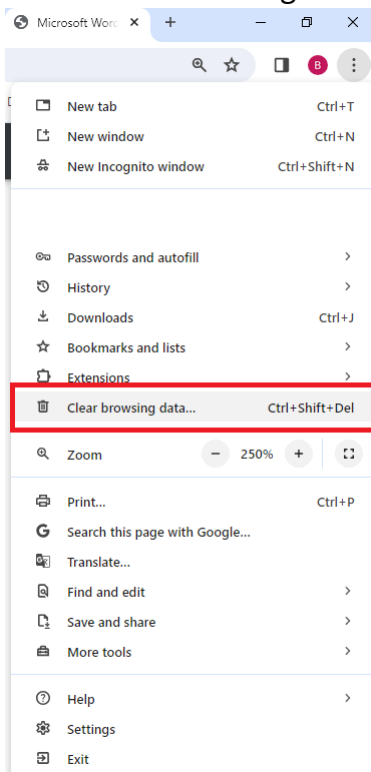 Microsoft Word
B
New tab Ctrl+T
New window Ctrl+N
New Incognito window Ctrl+Shift+N
Passwords and autofill
History
Downloads Ctrl+J
Bookmarks and lists
Extensions
Clear browsing data... Ctrl+Shift+Del
Zoom - 250% +
Print... Ctrl+P
Search this page with Google...
Translate...
Find and edit
Save and share
More tools
Help
Settings
Exit